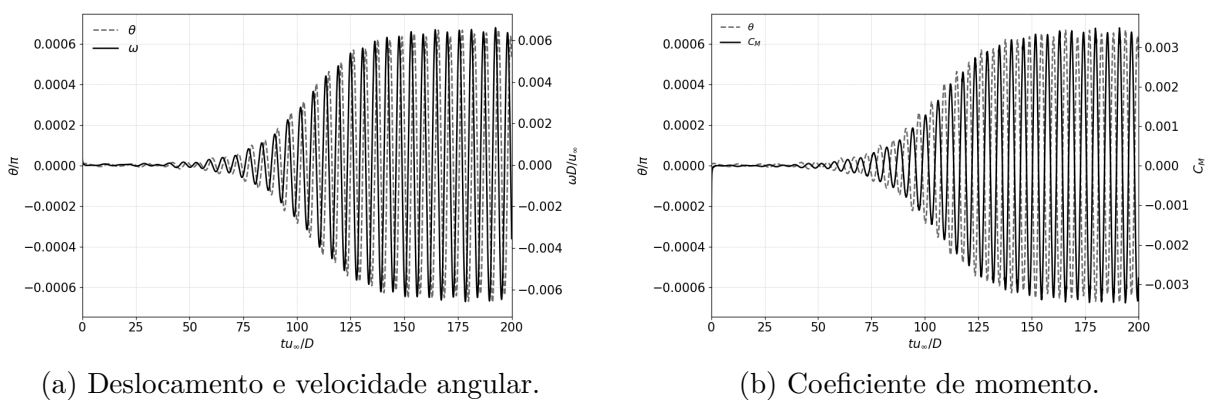 θ
ω
0.0006
0.0004
0.0002
0.0000
−0.0002
−0.0004
−0.0006
θ/π
0.006
0.004
0.002
0.000
−0.002
−0.004
−0.006
ωD/u∞
0 25 50 75 100 125 150 175 200
tu∞/D
θ
C_M
0.0006
0.0004
0.0002
0.0000
−0.0002
−0.0004
−0.0006
θ/π
0.003
0.002
0.001
0.000
−0.001
−0.002
−0.003
C_M
0 25 50 75 100 125 150 175 200
tu∞/D
(a) Deslocamento e velocidade angular.
(b) Coeficiente de momento.